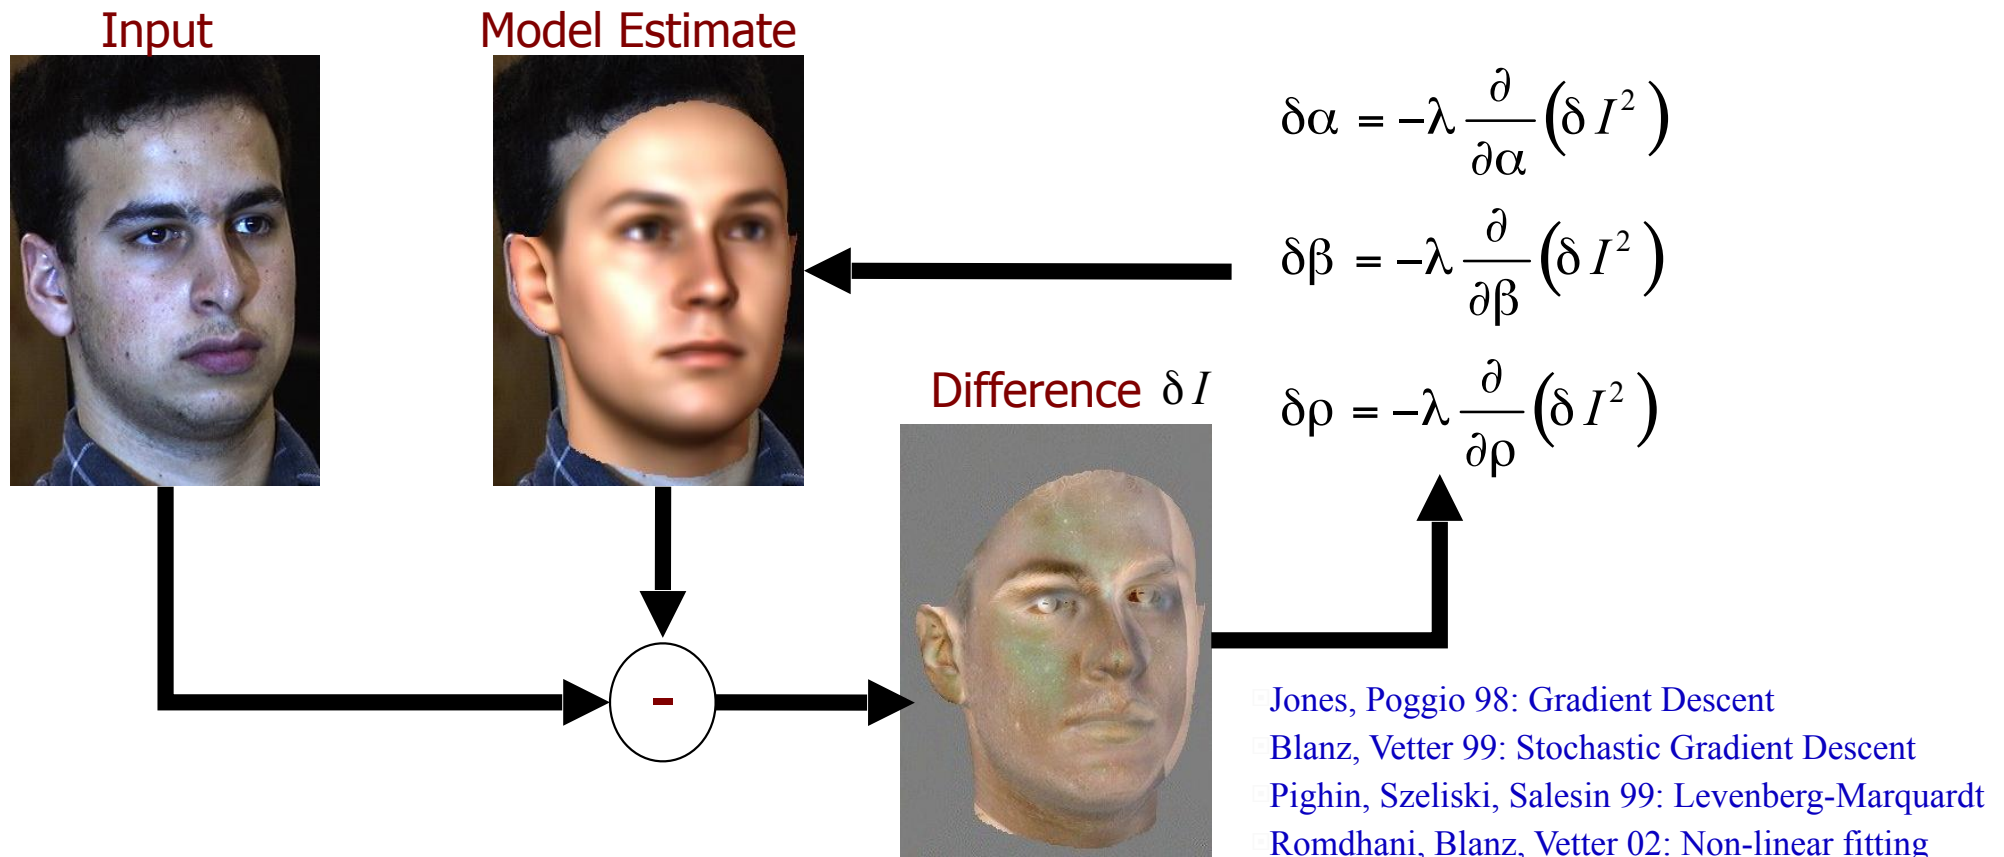 Input
Model Estimate
δα = −λ ∂/∂α (δ I²)
δβ = −λ ∂/∂β (δ I²)
δρ = −λ ∂/∂ρ (δ I²)
Difference δ I
-
Jones, Poggio 98: Gradient Descent
Blanz, Vetter 99: Stochastic Gradient Descent
Pighin, Szeliski, Salesin 99: Levenberg-Marquardt
Romdhani, Blanz, Vetter 02: Non-linear fitting